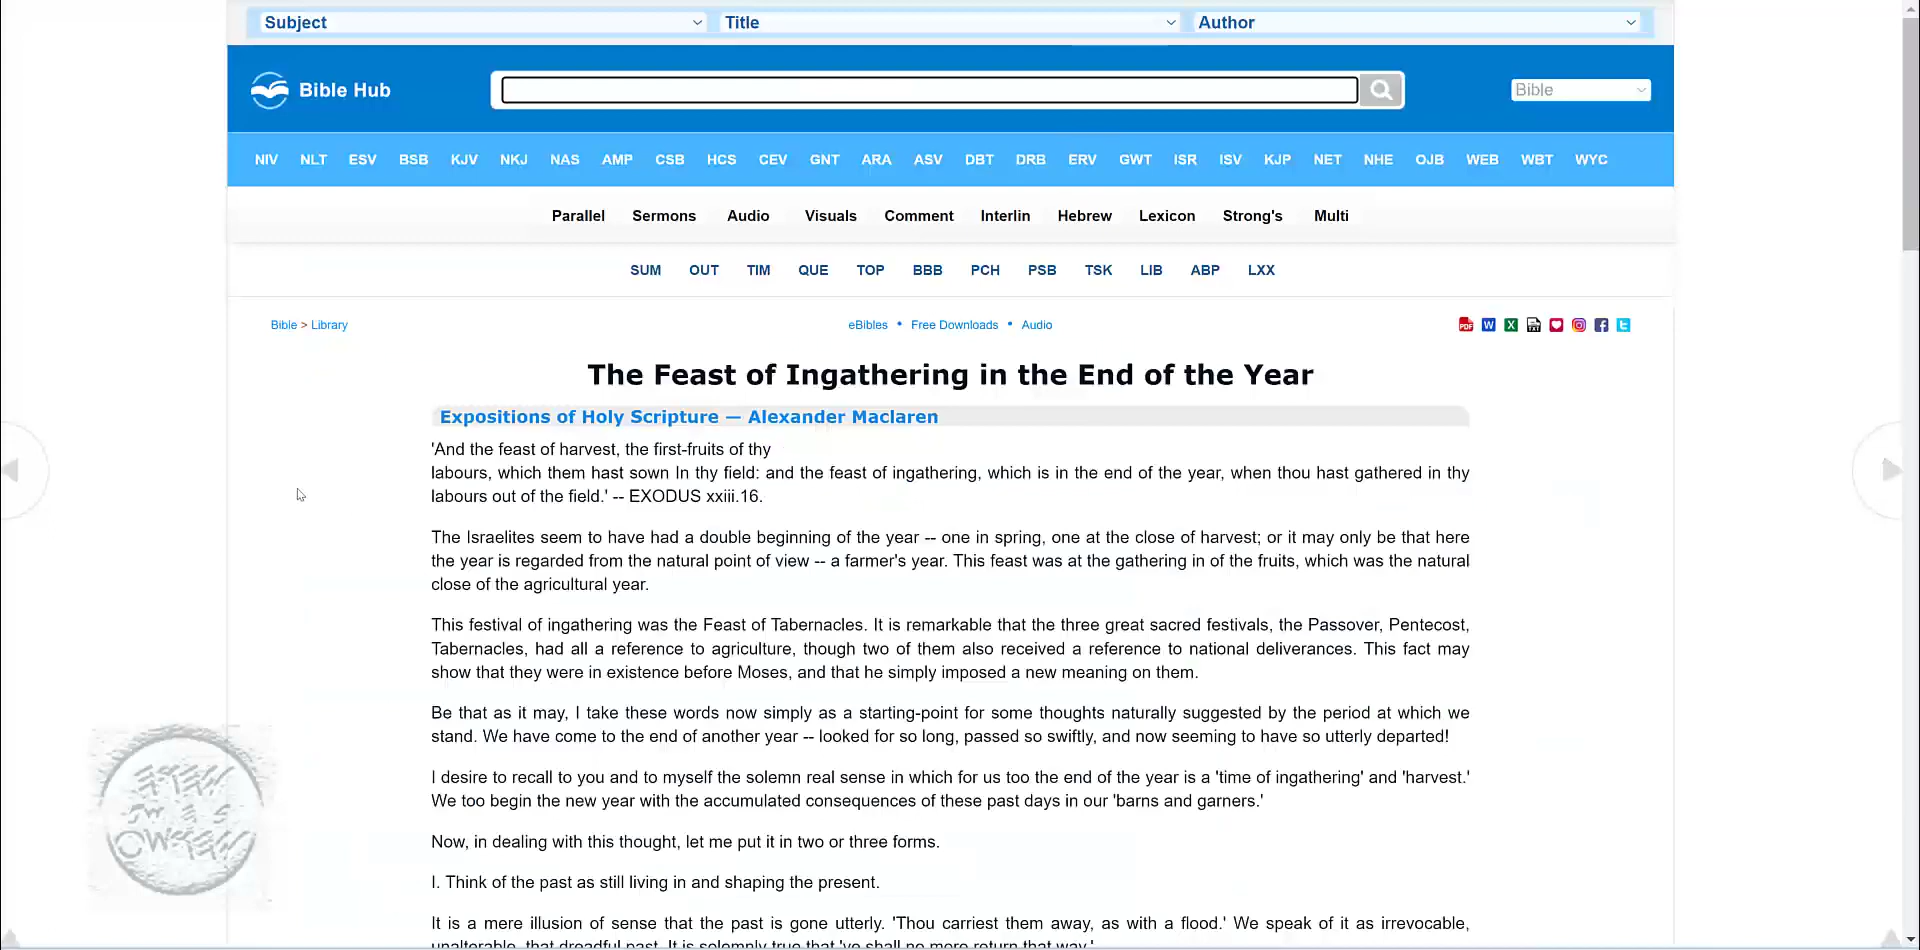 Subject Title Author
Bible Hub Bible
NIV NLT ESV BSB KJV NKJ NAS AMP CSB HCS CEV GNT ARA ASV DBT DRB ERV GWT ISR ISV KJP NET NHE OJB WEB WBT WYC
Parallel Sermons Audio Visuals Comment Interlin Hebrew Lexicon Strong's Multi
SUM OUT TIM QUE TOP BBB PCH PSB TSK LIB ABP LXX
Bible > Library eBibles • Free Downloads • Audio
The Feast of Ingathering in the End of the Year
Expositions of Holy Scripture — Alexander Maclaren
'And the feast of harvest, the first-fruits of thy
labours, which them hast sown In thy field: and the feast of ingathering, which is in the end of the year, when thou hast gathered in thy
labours out of the field.' -- EXODUS xxiii.16.
The Israelites seem to have had a double beginning of the year -- one in spring, one at the close of harvest; or it may only be that here
the year is regarded from the natural point of view -- a farmer's year. This feast was at the gathering in of the fruits, which was the natural
close of the agricultural year.
This festival of ingathering was the Feast of Tabernacles. It is remarkable that the three great sacred festivals, the Passover, Pentecost,
Tabernacles, had all a reference to agriculture, though two of them also received a reference to national deliverances. This fact may
show that they were in existence before Moses, and that he simply imposed a new meaning on them.
Be that as it may, I take these words now simply as a starting-point for some thoughts naturally suggested by the period at which we
stand. We have come to the end of another year -- looked for so long, passed so swiftly, and now seeming to have so utterly departed!
I desire to recall to you and to myself the solemn real sense in which for us too the end of the year is a 'time of ingathering' and 'harvest.'
We too begin the new year with the accumulated consequences of these past days in our 'barns and garners.'
Now, in dealing with this thought, let me put it in two or three forms.
I. Think of the past as still living in and shaping the present.
It is a mere illusion of sense that the past is gone utterly. 'Thou carriest them away, as with a flood.' We speak of it as irrevocable,
unalterable, that dreadful past. It is solemnly true that 'ye shall no more return that way.'